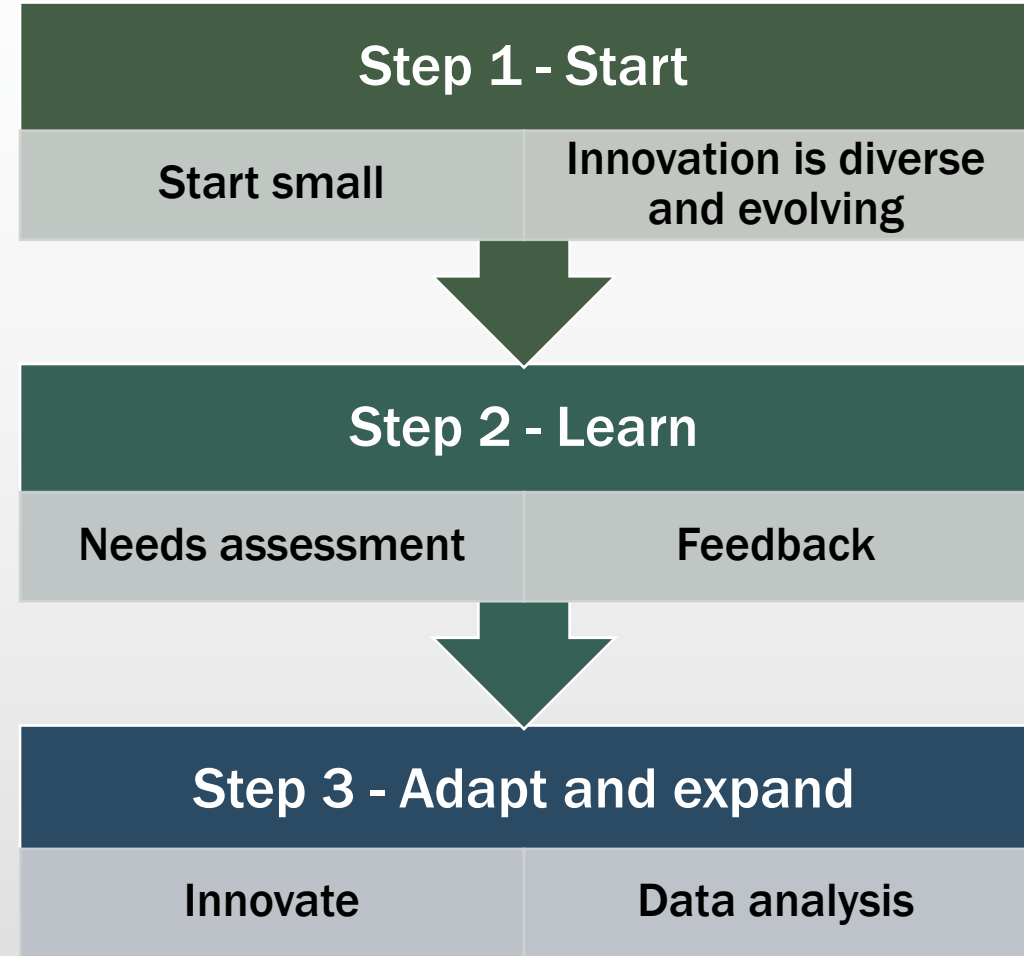 Step 1 - Start
Start small
Innovation is diverse
and evolving
Step 2 - Learn
Needs assessment
Feedback
Step 3 - Adapt and expand
Innovate
Data analysis